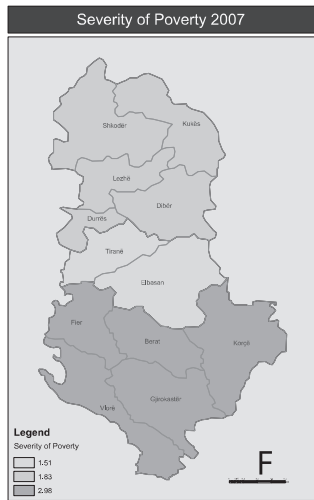 Severity of Poverty 2007
Shkodër
Kukës
Lezhë
Dibër
Durrës
Tiranë
Elbasan
Fier
Berat
Korçë
Gjirokastër
Vlorë
Legend
Severity of Poverty
1.51
1.83
2.98
F